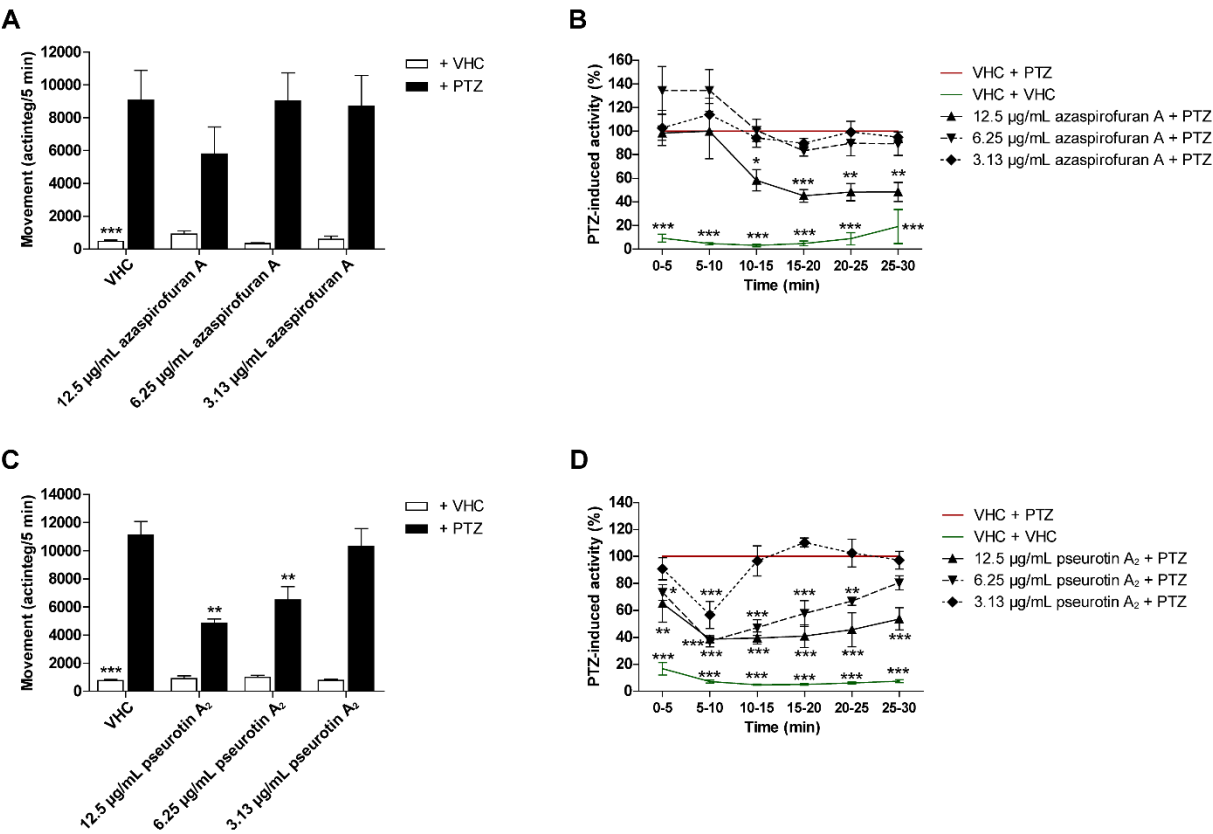 A
Movement (actinteg/5 min)
12000
10000
8000
6000
4000
2000
0
***
+ VHC
+ PTZ
VHC
12.5 µg/mL azaspirofuran A
6.25 µg/mL azaspirofuran A
3.13 µg/mL azaspirofuran A
B
PTZ-induced activity (%)
160
140
120
100
80
60
40
20
0
* *** ** **
*** *** *** *** *** ***
0-5 5-10 10-15 15-20 20-25 25-30
Time (min)
VHC + PTZ
VHC + VHC
12.5 µg/mL azaspirofuran A + PTZ
6.25 µg/mL azaspirofuran A + PTZ
3.13 µg/mL azaspirofuran A + PTZ
C
Movement (actinteg/5 min)
14000
12000
10000
8000
6000
4000
2000
0
*** ** **
+ VHC
+ PTZ
VHC
12.5 µg/mL pseurotin A₂
6.25 µg/mL pseurotin A₂
3.13 µg/mL pseurotin A₂
D
PTZ-induced activity (%)
140
120
100
80
60
40
20
0
* *** *** *** **
** *** *** *** *** *** ***
*** *** *** *** *** ***
0-5 5-10 10-15 15-20 20-25 25-30
Time (min)
VHC + PTZ
VHC + VHC
12.5 µg/mL pseurotin A₂ + PTZ
6.25 µg/mL pseurotin A₂ + PTZ
3.13 µg/mL pseurotin A₂ + PTZ